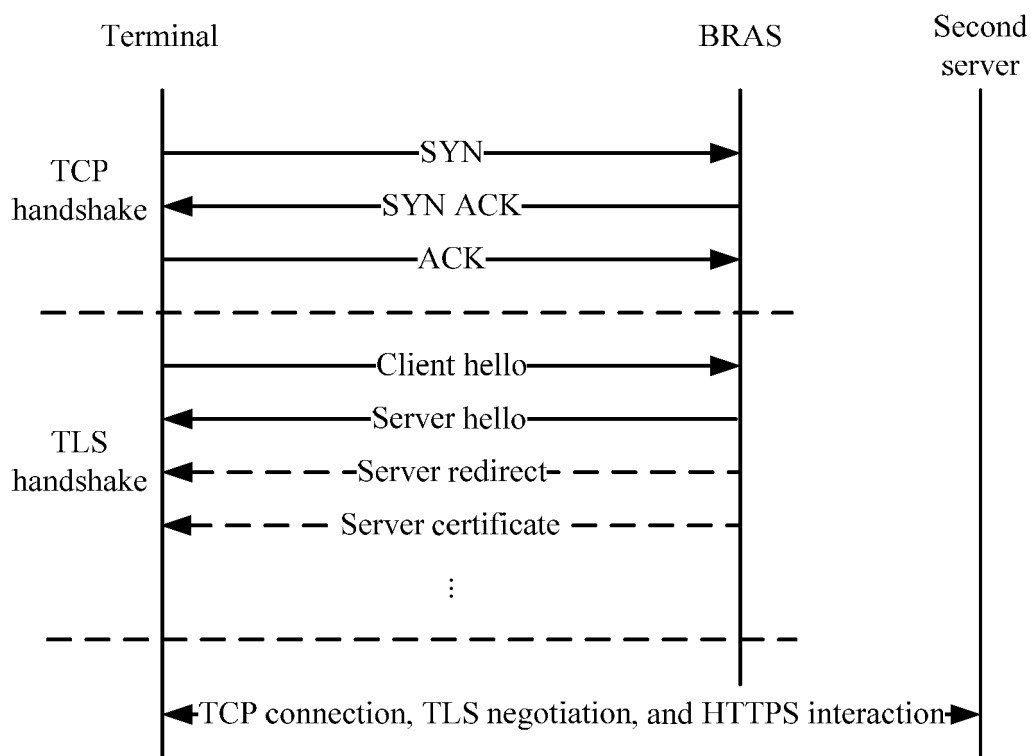 Terminal
BRAS
Second
server
SYN
TCP
handshake
SYN ACK
ACK
Client hello
Server hello
TLS
handshake
Server redirect
Server certificate
⋮
TCP connection, TLS negotiation, and HTTPS interaction